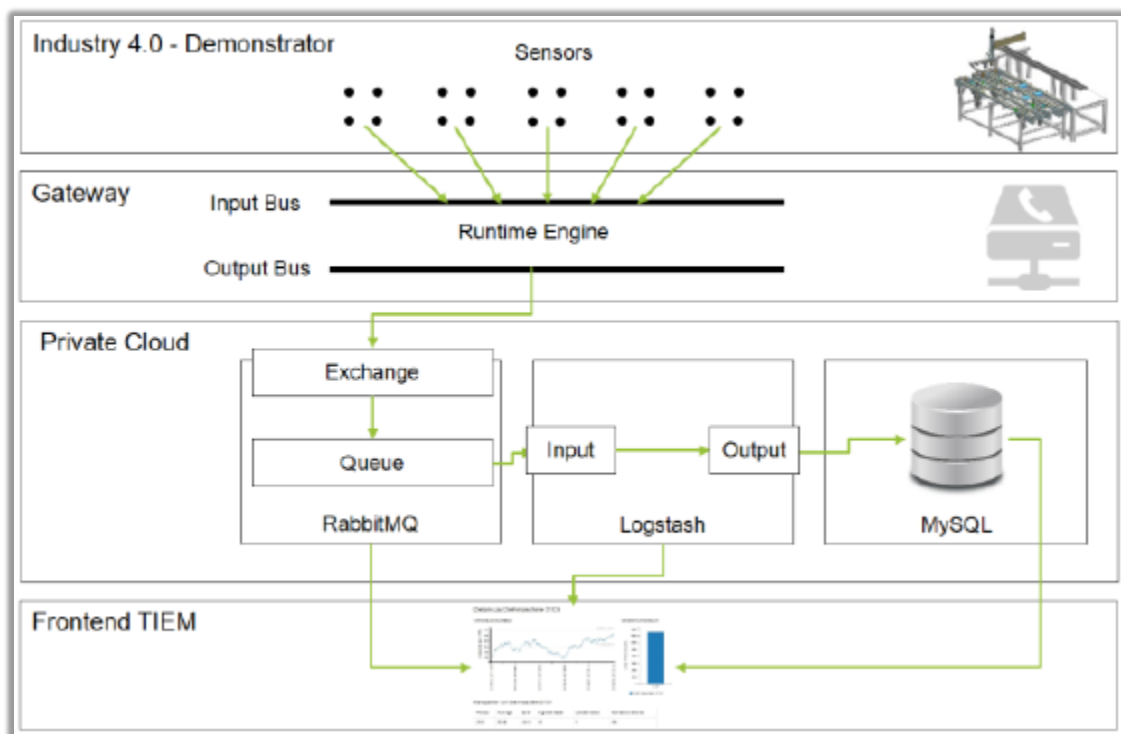 Industry 4.0 - Demonstrator
Sensors
Gateway
Input Bus
Runtime Engine
Output Bus
Private Cloud
Exchange
Queue
RabbitMQ
Input
Output
Logstash
MySQL
Frontend TIEM